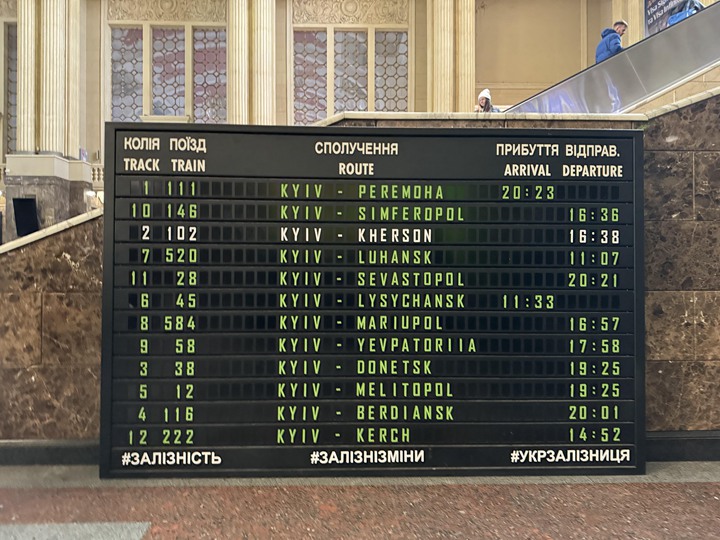 КОЛІЯ ПОЇЗД СПОЛУЧЕННЯ ПРИБУТТЯ ВІДПРАВ.
TRACK TRAIN ROUTE ARRIVAL DEPARTURE
1 111 KYIV - PEREMOHA 20:23
10 146 KYIV - SIMFEROPOL 16:36
2 102 KYIV - KHERSON 16:38
7 520 KYIV - LUHANSK 11:07
11 28 KYIV - SEVASTOPOL 20:21
6 45 KYIV - LYSYCHANSK 11:33
8 584 KYIV - MARIUPOL 16:57
9 58 KYIV - YEVPATORIIA 17:58
3 38 KYIV - DONETSK 19:25
5 12 KYIV - MELITOPOL 19:25
4 116 KYIV - BERDIANSK 20:01
12 222 KYIV - KERCH 14:52
#ЗАЛІЗНІСТЬ #ЗАЛІЗНІЗМІНИ #УКРЗАЛІЗНИЦЯ